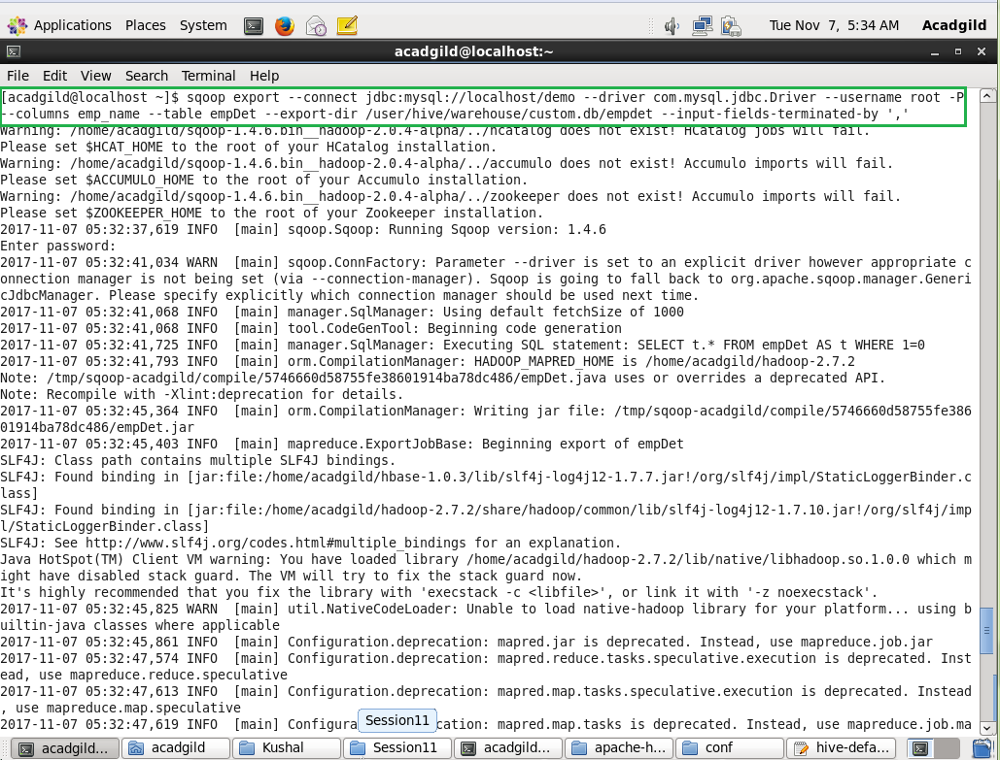 Applications Places System Tue Nov 7, 5:34 AM Acadgild
acadgild@localhost:~
File Edit View Search Terminal Help
[acadgild@localhost ~]$ sqoop export --connect jdbc:mysql://localhost/demo --driver com.mysql.jdbc.Driver --username root -P
--columns emp_name --table empDet --export-dir /user/hive/warehouse/custom.db/empdet --input-fields-terminated-by ','
Warning: /home/acadgild/sqoop-1.4.6.bin__hadoop-2.0.4-alpha/../hcatalog does not exist! HCatalog jobs will fail.
Please set $HCAT_HOME to the root of your HCatalog installation.
Warning: /home/acadgild/sqoop-1.4.6.bin__hadoop-2.0.4-alpha/../accumulo does not exist! Accumulo imports will fail.
Please set $ACCUMULO_HOME to the root of your Accumulo installation.
Warning: /home/acadgild/sqoop-1.4.6.bin__hadoop-2.0.4-alpha/../zookeeper does not exist! Accumulo imports will fail.
Please set $ZOOKEEPER_HOME to the root of your Zookeeper installation.
2017-11-07 05:32:37,619 INFO  [main] sqoop.Sqoop: Running Sqoop version: 1.4.6
Enter password:
2017-11-07 05:32:41,034 WARN  [main] sqoop.ConnFactory: Parameter --driver is set to an explicit driver however appropriate c
onnection manager is not being set (via --connection-manager). Sqoop is going to fall back to org.apache.sqoop.manager.Generi
cJdbcManager. Please specify explicitly which connection manager should be used next time.
2017-11-07 05:32:41,068 INFO  [main] manager.SqlManager: Using default fetchSize of 1000
2017-11-07 05:32:41,068 INFO  [main] tool.CodeGenTool: Beginning code generation
2017-11-07 05:32:41,725 INFO  [main] manager.SqlManager: Executing SQL statement: SELECT t.* FROM empDet AS t WHERE 1=0
2017-11-07 05:32:41,793 INFO  [main] orm.CompilationManager: HADOOP_MAPRED_HOME is /home/acadgild/hadoop-2.7.2
Note: /tmp/sqoop-acadgild/compile/5746660d58755fe38601914ba78dc486/empDet.java uses or overrides a deprecated API.
Note: Recompile with -Xlint:deprecation for details.
2017-11-07 05:32:45,364 INFO  [main] orm.CompilationManager: Writing jar file: /tmp/sqoop-acadgild/compile/5746660d58755fe386
01914ba78dc486/empDet.jar
2017-11-07 05:32:45,403 INFO  [main] mapreduce.ExportJobBase: Beginning export of empDet
SLF4J: Class path contains multiple SLF4J bindings.
SLF4J: Found binding in [jar:file:/home/acadgild/hbase-1.0.3/lib/slf4j-log4j12-1.7.7.jar!/org/slf4j/impl/StaticLoggerBinder.c
lass]
SLF4J: Found binding in [jar:file:/home/acadgild/hadoop-2.7.2/share/hadoop/common/lib/slf4j-log4j12-1.7.10.jar!/org/slf4j/imp
l/StaticLoggerBinder.class]
SLF4J: See http://www.slf4j.org/codes.html#multiple_bindings for an explanation.
Java HotSpot(TM) Client VM warning: You have loaded library /home/acadgild/hadoop-2.7.2/lib/native/libhadoop.so.1.0.0 which m
ight have disabled stack guard. The VM will try to fix the stack guard now.
It's highly recommended that you fix the library with 'execstack -c <libfile>', or link it with '-z noexecstack'.
2017-11-07 05:32:45,825 WARN  [main] util.NativeCodeLoader: Unable to load native-hadoop library for your platform... using b
uiltin-java classes where applicable
2017-11-07 05:32:45,861 INFO  [main] Configuration.deprecation: mapred.jar is deprecated. Instead, use mapreduce.job.jar
2017-11-07 05:32:47,574 INFO  [main] Configuration.deprecation: mapred.reduce.tasks.speculative.execution is deprecated. Inst
ead, use mapreduce.reduce.speculative
2017-11-07 05:32:47,613 INFO  [main] Configuration.deprecation: mapred.map.tasks.speculative.execution is deprecated. Instead
, use mapreduce.map.speculative
2017-11-07 05:32:47,619 INFO  [main] Configura cation: mapred.map.tasks is deprecated. Instead, use mapreduce.job.ma
Session11
acadgild... acadgild Kushal Session11 acadgild... apache-h... conf hive-defa...